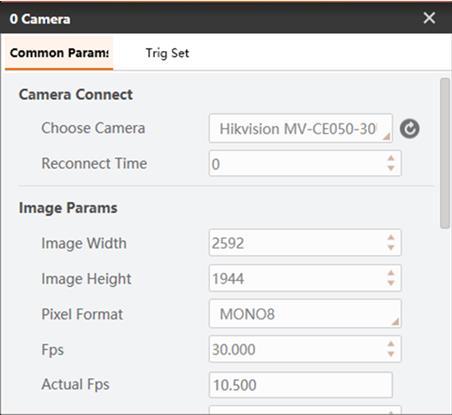 0 Camera
Common Params
Trig Set
Camera Connect
Choose Camera Hikvision MV-CE050-30
Reconnect Time 0
Image Params
Image Width 2592
Image Height 1944
Pixel Format MONO8
Fps 30.000
Actual Fps 10.500